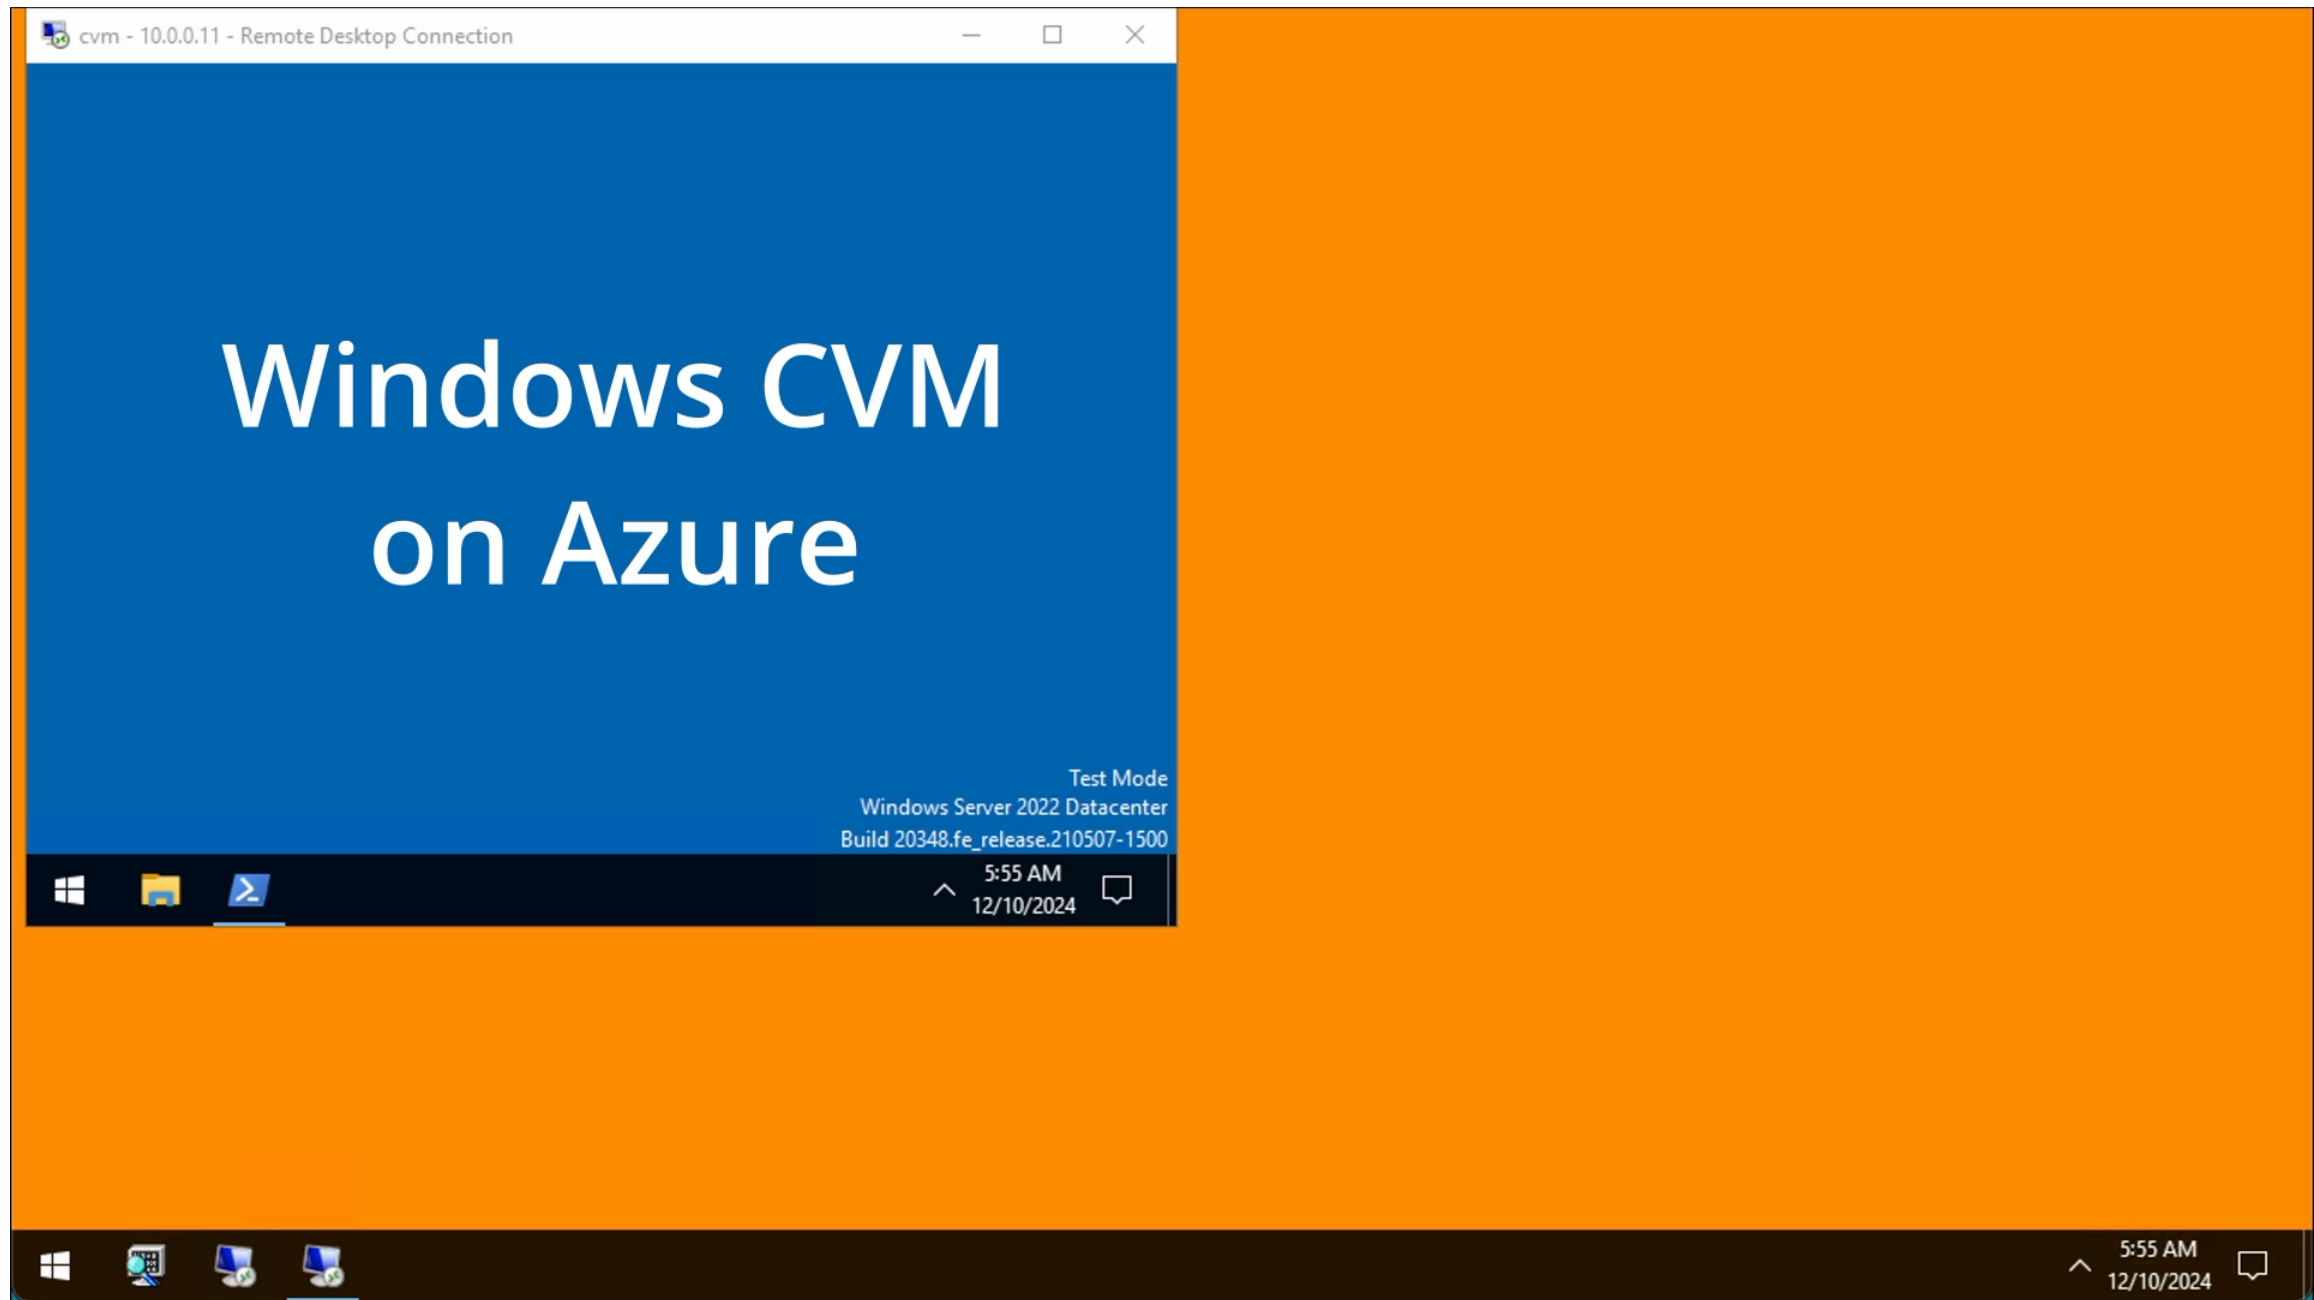 cvm - 10.0.0.11 - Remote Desktop Connection
Windows CVM
on Azure
Test Mode
Windows Server 2022 Datacenter
Build 20348.fe_release.210507-1500
5:55 AM
12/10/2024
5:55 AM
12/10/2024